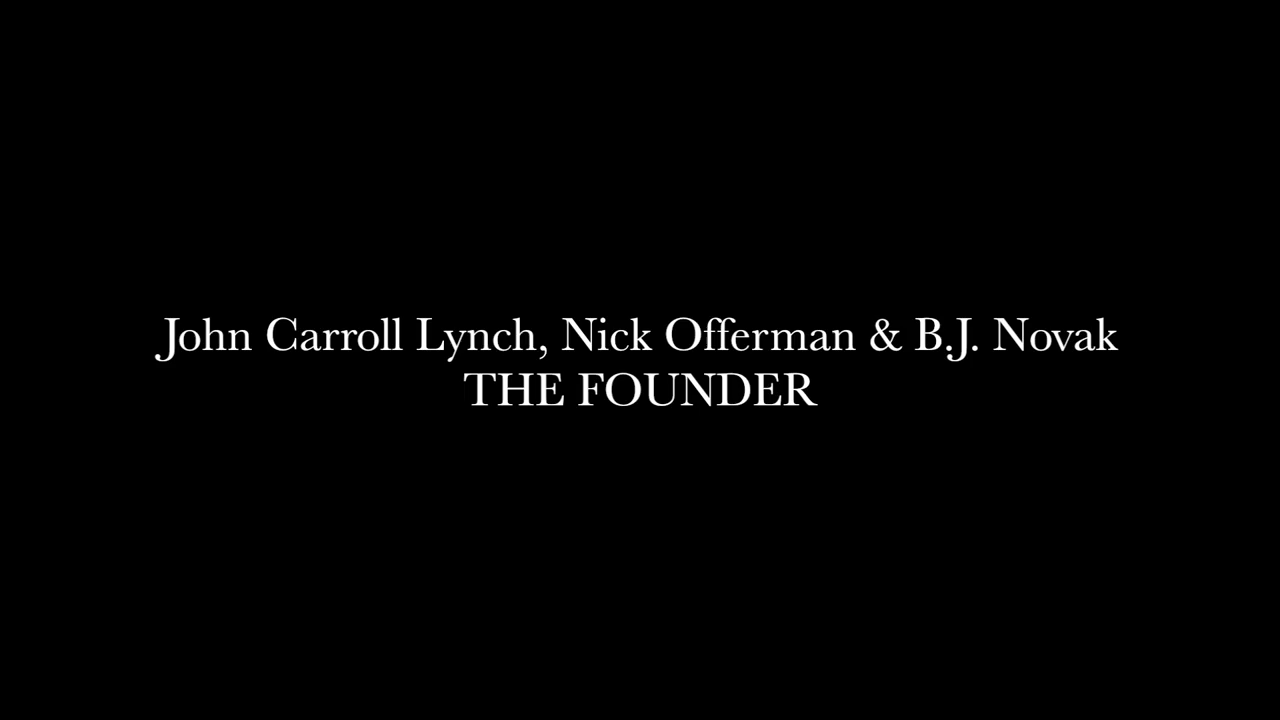 John Carroll Lynch, Nick Offerman & B.J. Novak
THE FOUNDER